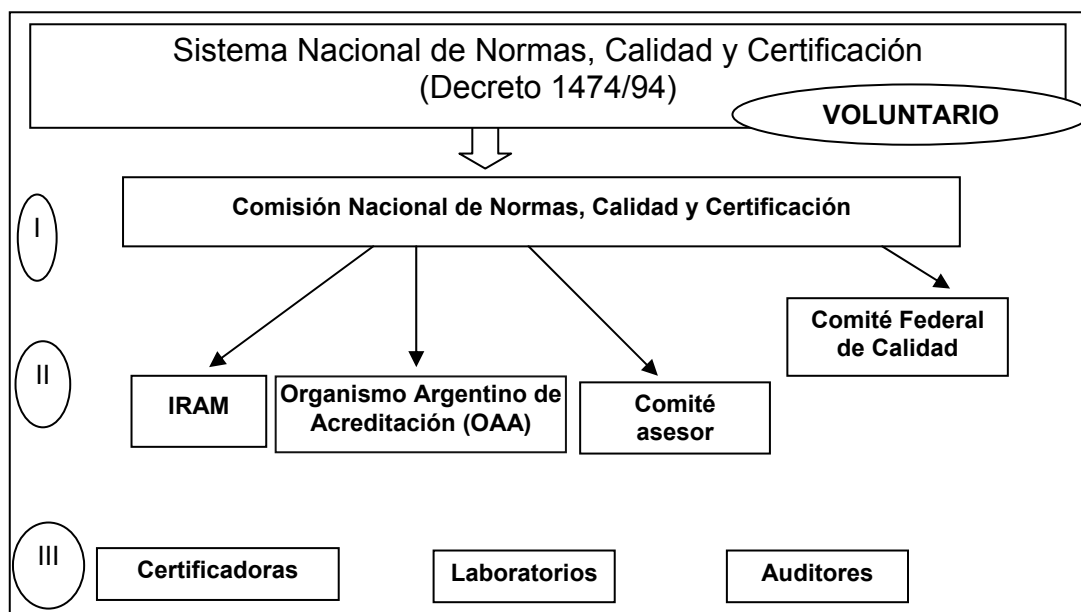 Sistema Nacional de Normas, Calidad y Certificación
(Decreto 1474/94)
VOLUNTARIO
I
Comisión Nacional de Normas, Calidad y Certificación
Comité Federal
de Calidad
II
IRAM
Organismo Argentino de
Acreditación (OAA)
Comité
asesor
III
Certificadoras
Laboratorios
Auditores